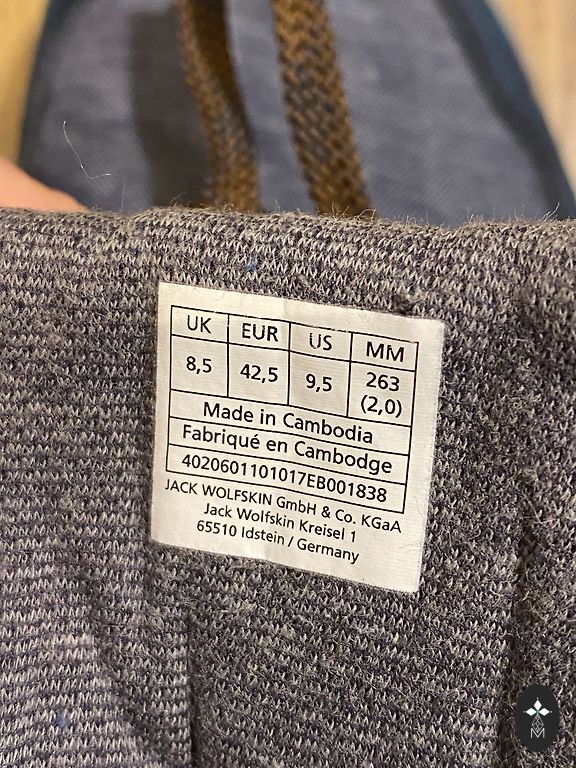 UK EUR US MM
8,5 42,5 9,5 263
(2,0)
Made in Cambodia
Fabriqué en Cambodge
4020601101017EB001838
JACK WOLFSKIN GmbH & Co. KGaA
Jack Wolfskin Kreisel 1
65510 Idstein / Germany
M